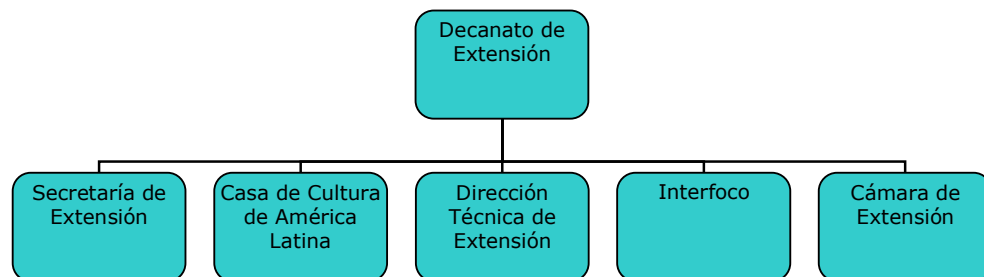 Decanato de
Extensión
Secretaría de
Extensión
Casa de Cultura
de América
Latina
Dirección
Técnica de
Extensión
Interfoco
Cámara de
Extensión